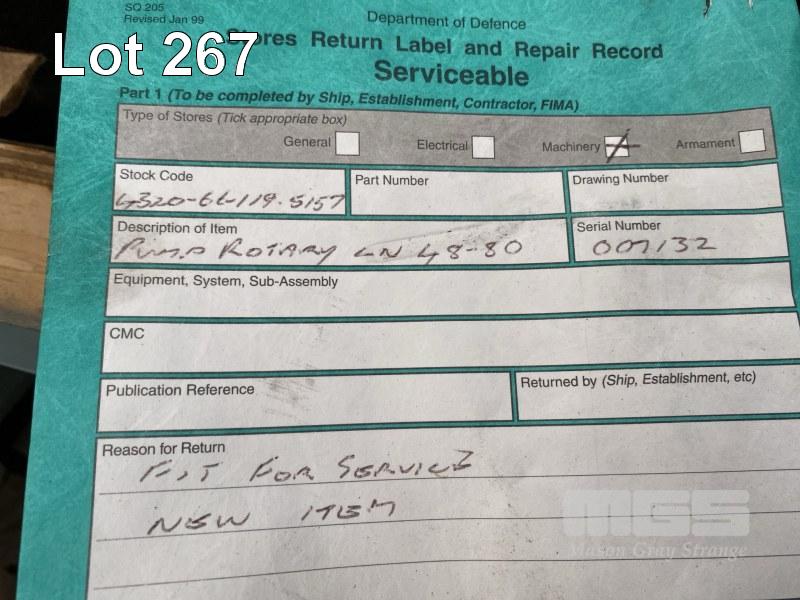 SQ 205
Revised Jan 99
Department of Defence
Lot 267
Stores Return Label and Repair Record
Serviceable
Part 1 (To be completed by Ship, Establishment, Contractor, FIMA)
Type of Stores (Tick appropriate box)
General Electrical Machinery Armament
Stock Code Part Number Drawing Number
4320-66-119-5157
Description of Item Serial Number
PUMP ROTARY LN 48-80 007132
Equipment, System, Sub-Assembly
CMC
Publication Reference Returned by (Ship, Establishment, etc)
Reason for Return
FIT FOR SERVICE
NEW ITEM
MGS
Mason Gray Strange